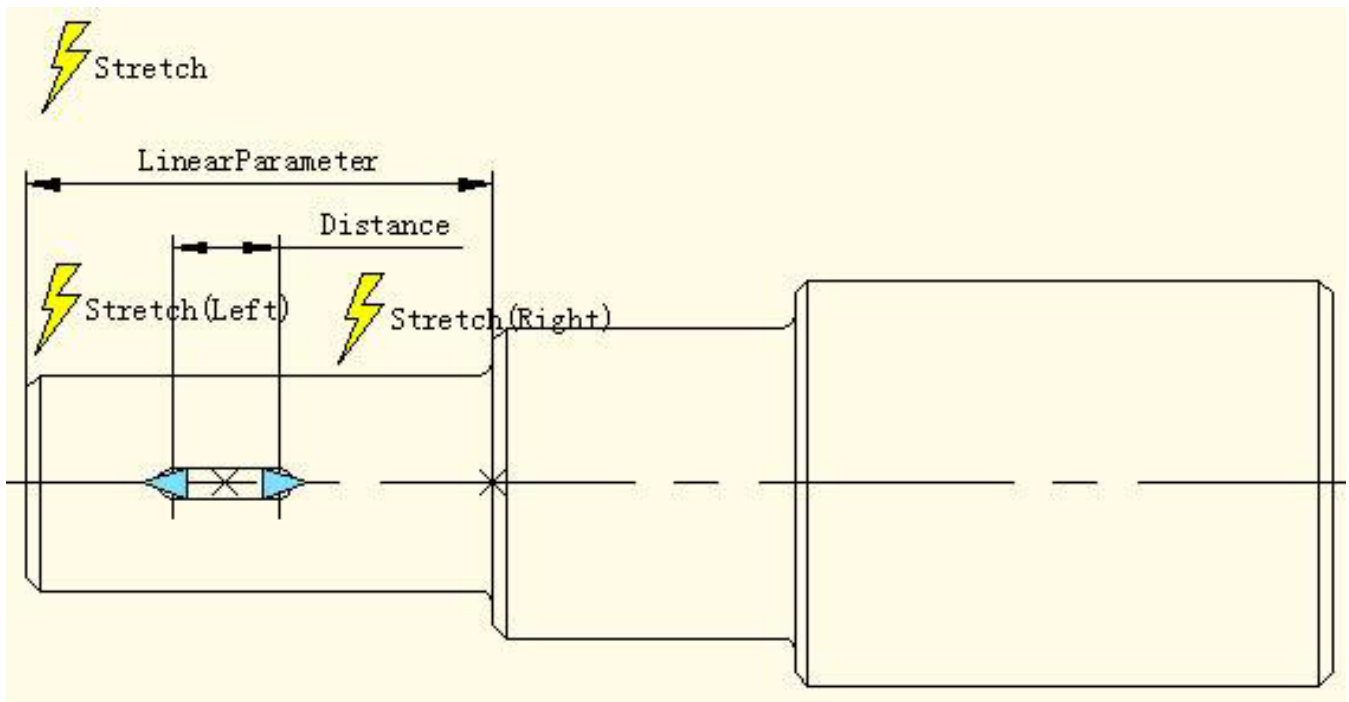 Stretch
LinearParameter
Distance
Stretch(Left)
Stretch(Right)